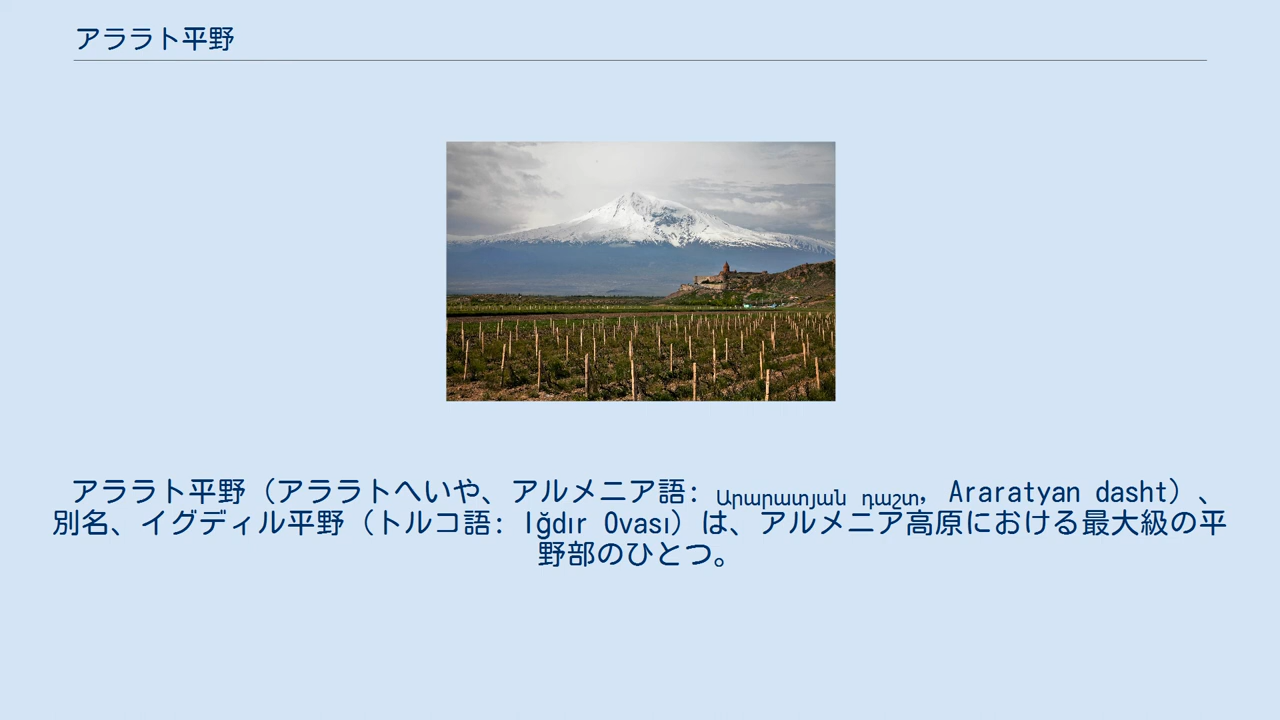 アララト平野
アララト平野（アララトへいや、アルメニア語: Արարատյան դաշտ, Araratyan dasht）、
別名、イグディル平野（トルコ語: Iğdır Ovası）は、アルメニア高原における最大級の平
野部のひとつ。